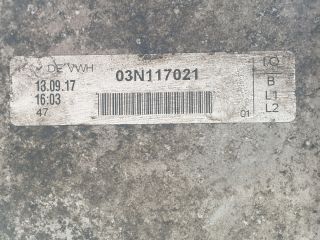 DE VWH 03N117021 IO
13.09.17 B
16:03 L1
47 01 L2